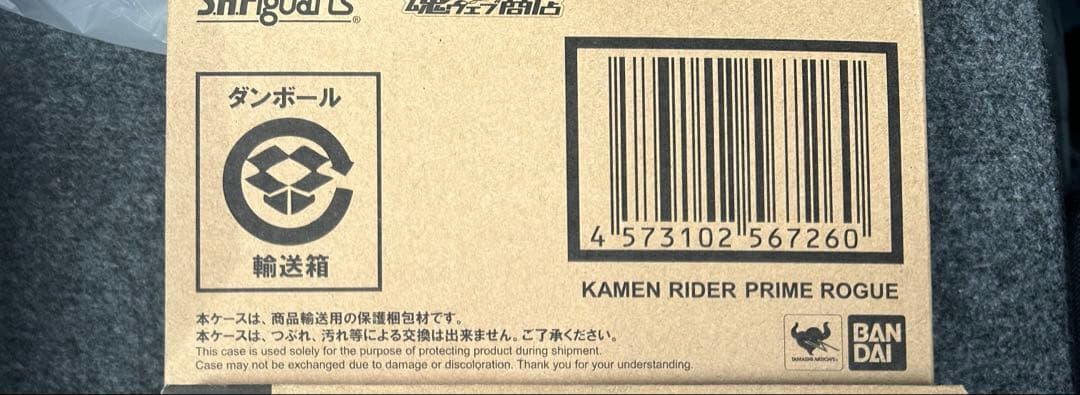 S.H.Figuarts®
魂ウェブ商店
ダンボール
輸送箱
4 573102 567260
KAMEN RIDER PRIME ROGUE
本ケースは、商品輸送用の保護梱包材です。
本ケースは、つぶれ、汚れ等による交換は出来ません。ご了承ください。
This case is used solely for the purpose of protecting product during shipment.
Case may not be exchanged due to damage or discoloration. Thank you for your understanding.
TAMASHII NATIONS
BAN
DAI